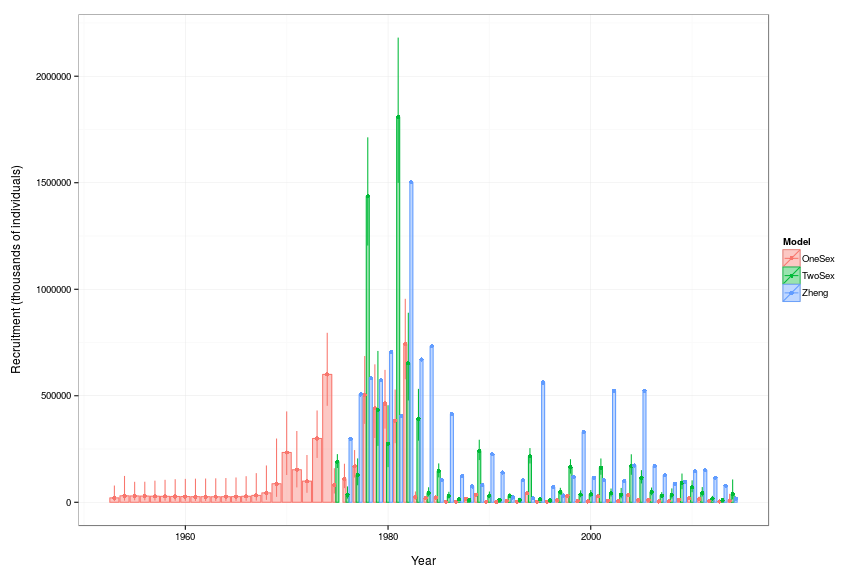 Recruitment (thousands of individuals)
2000000
1500000
1000000
500000
0
1960
1980
2000
Year
Model
OneSex
TwoSex
Zheng